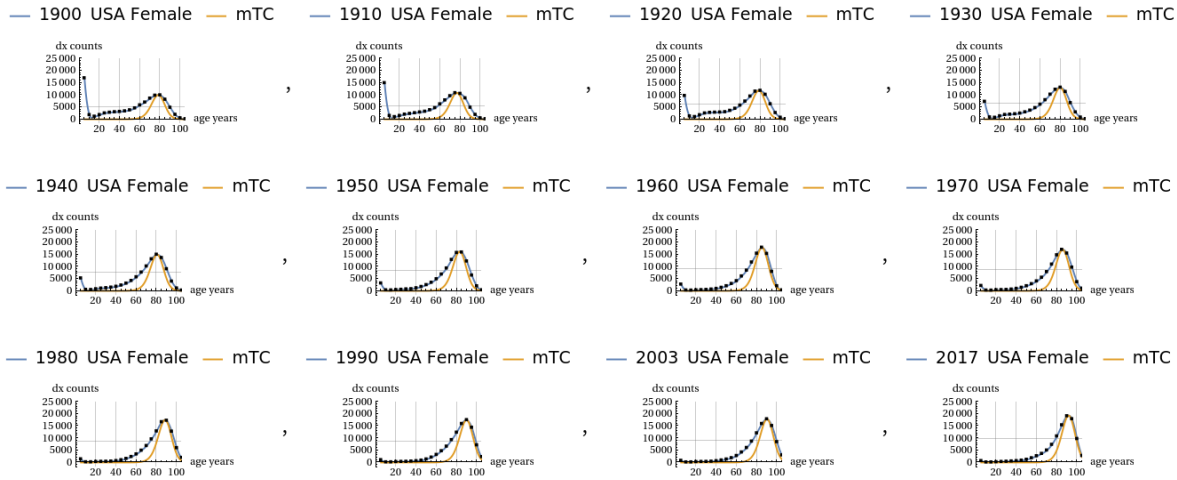 1900 USA Female mTC
1910 USA Female mTC
1920 USA Female mTC
1930 USA Female mTC
dx counts
25 000
20 000
15 000
10 000
5000
0
20 40 60 80 100 age years
,
dx counts
25 000
20 000
15 000
10 000
5000
0
20 40 60 80 100 age years
,
dx counts
25 000
20 000
15 000
10 000
5000
0
20 40 60 80 100 age years
,
dx counts
25 000
20 000
15 000
10 000
5000
0
20 40 60 80 100 age years
1940 USA Female mTC
1950 USA Female mTC
1960 USA Female mTC
1970 USA Female mTC
dx counts
25 000
20 000
15 000
10 000
5000
0
20 40 60 80 100 age years
,
dx counts
25 000
20 000
15 000
10 000
5000
0
20 40 60 80 100 age years
,
dx counts
25 000
20 000
15 000
10 000
5000
0
20 40 60 80 100 age years
,
dx counts
25 000
20 000
15 000
10 000
5000
0
20 40 60 80 100 age years
1980 USA Female mTC
1990 USA Female mTC
2003 USA Female mTC
2017 USA Female mTC
dx counts
25 000
20 000
15 000
10 000
5000
0
20 40 60 80 100 age years
,
dx counts
25 000
20 000
15 000
10 000
5000
0
20 40 60 80 100 age years
,
dx counts
25 000
20 000
15 000
10 000
5000
0
20 40 60 80 100 age years
,
dx counts
25 000
20 000
15 000
10 000
5000
0
20 40 60 80 100 age years